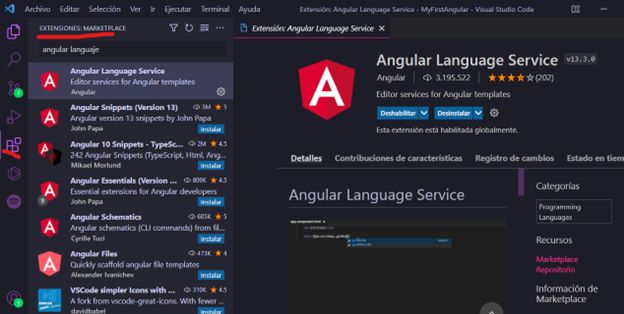 Archivo Editar Selección Ver Ir Ejecutar Terminal Ayuda
Extensión: Angular Language Service - MyFirstAngular - Visual Studio Code
EXTENSIONES: MARKETPLACE
angular languaje
Angular Language Service
Editor services for Angular templates
Angular
Angular Snippets (Version 13) 3M 5
Angular version 13 snippets by John Papa
John Papa Instalar
Angular 10 Snippets - TypeSc... 2M 4.5
242 Angular Snippets (TypeScript, Html, Ang...
Mikael Morlund Instalar
Angular Essentials (Version ... 809K 4.5
Essential extensions for Angular developers
John Papa Instalar
9
Angular Schematics 605K 5
Angular schematics (CLI commands) from fil...
Cyrille Tuzi Instalar
Angular Files 473K 4
Quickly scaffold angular file templates
Alexander Ivanichev Instalar
VSCode simpler Icons with ... 310K 4.5
A fork from vscode-great-icons. With fewer ...
davidbabel Instalar
1
1
Extensión: Angular Language Service
Angular Language Service v13.3.0
Angular 3.195.522 (202)
Editor services for Angular templates
Deshabilitar Desinstalar
Esta extensión está habilitada globalmente.
Detalles Contribuciones de características Registro de cambios Estado en tiem
Angular Language Service
app.component.html
Categorías
Programming
Languages
Recursos
Marketplace
Repositorio
Información de
Marketplace